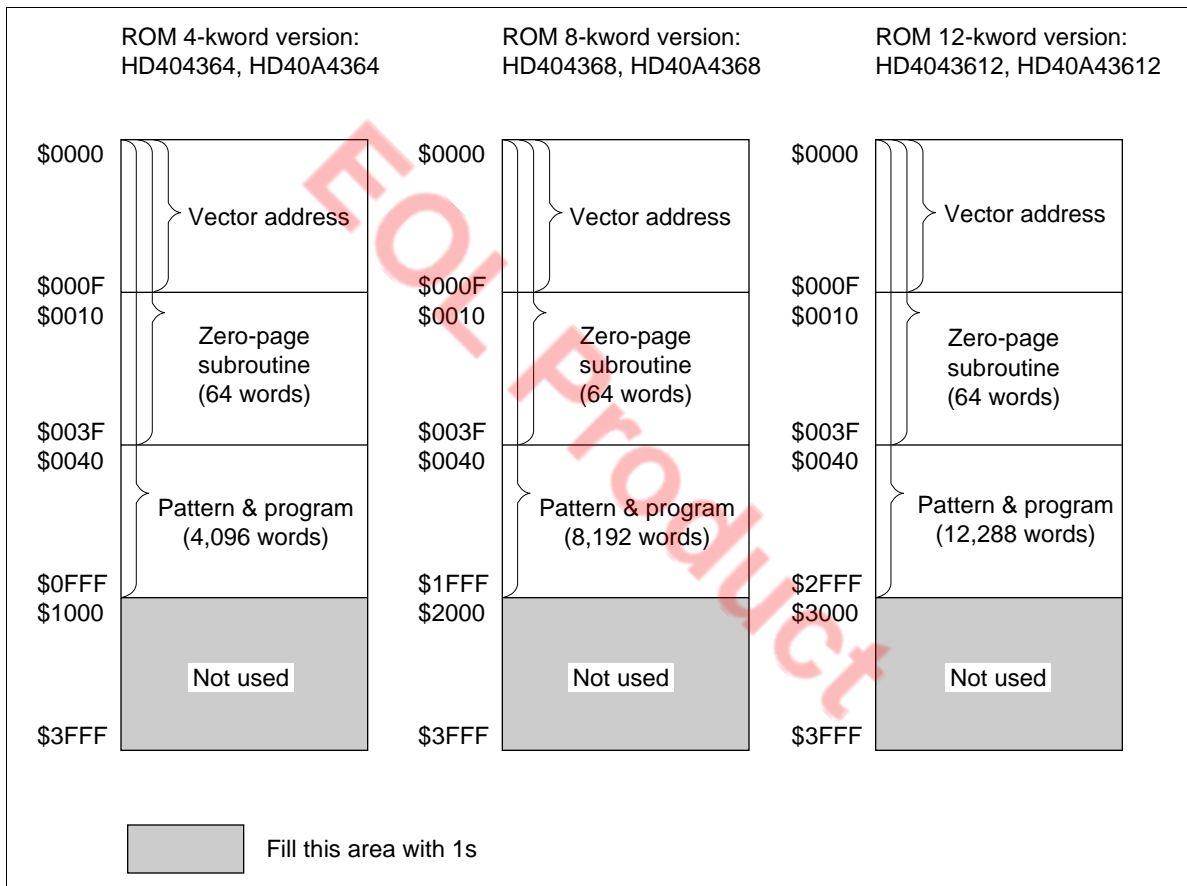 ROM 4-kword version:
HD404364, HD40A4364
$0000
Vector address
$000F
$0010
Zero-page
subroutine
(64 words)
$003F
$0040
Pattern & program
(4,096 words)
$0FFF
$1000
Not used
$3FFF
ROM 8-kword version:
HD404368, HD40A4368
$0000
Vector address
$000F
$0010
Zero-page
subroutine
(64 words)
$003F
$0040
Pattern & program
(8,192 words)
$1FFF
$2000
Not used
$3FFF
ROM 12-kword version:
HD4043612, HD40A43612
$0000
Vector address
$000F
$0010
Zero-page
subroutine
(64 words)
$003F
$0040
Pattern & program
(12,288 words)
$2FFF
$3000
Not used
$3FFF
Fill this area with 1s
EOL Product